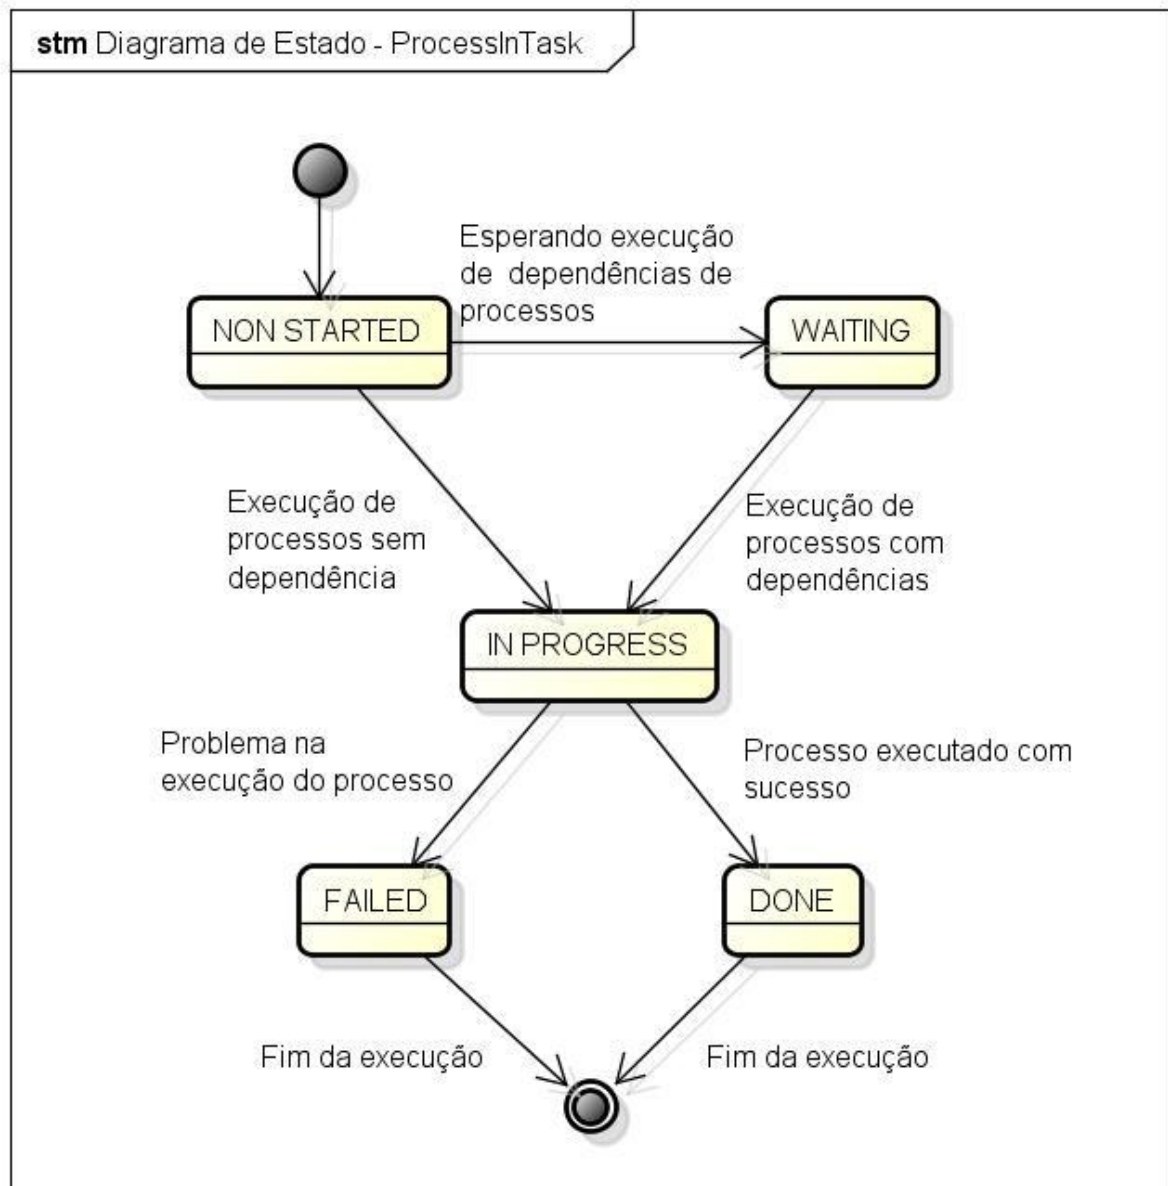 stm Diagrama de Estado - ProcessInTask
Esperando execução
de  dependências de
processos
NON STARTED
WAITING
Execução de
processos sem
dependência
Execução de
processos com
dependências
IN PROGRESS
Problema na
execução do processo
Processo executado com
sucesso
FAILED
DONE
Fim da execução
Fim da execução